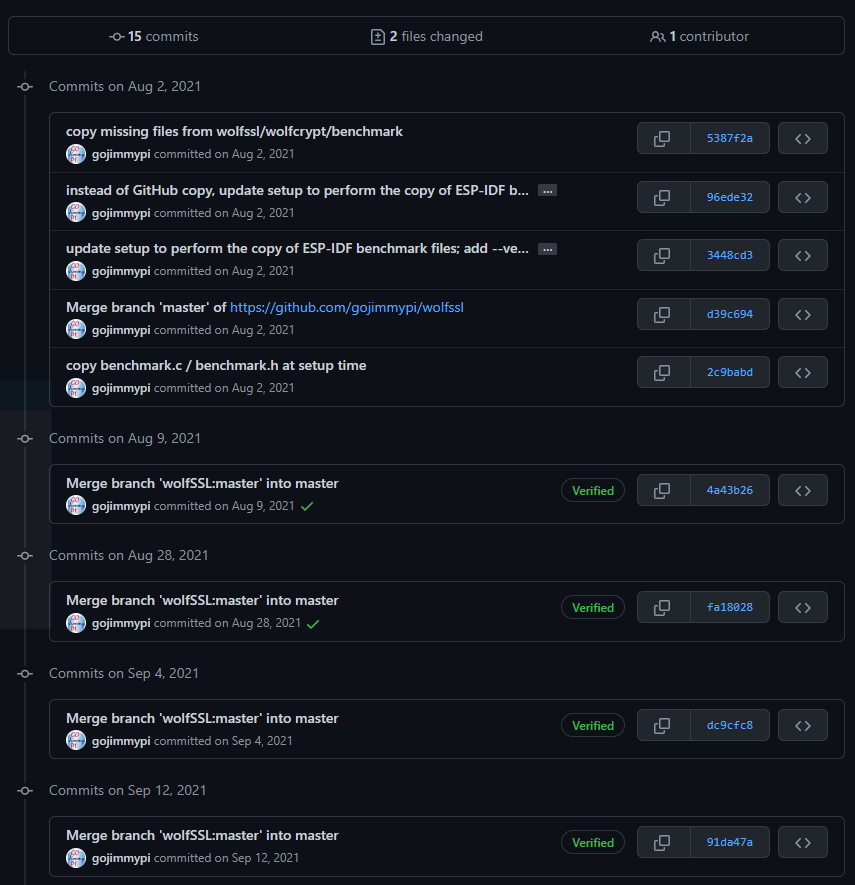 15 commits 2 files changed 1 contributor
Commits on Aug 2, 2021
copy missing files from wolfssl/wolfcrypt/benchmark
gojimmypi committed on Aug 2, 2021
5387f2a
instead of GitHub copy, update setup to perform the copy of ESP-IDF b... ...
gojimmypi committed on Aug 2, 2021
96ede32
update setup to perform the copy of ESP-IDF benchmark files; add --ve... ...
gojimmypi committed on Aug 2, 2021
3448cd3
Merge branch 'master' of https://github.com/gojimmypi/wolfssl
gojimmypi committed on Aug 2, 2021
d39c694
copy benchmark.c / benchmark.h at setup time
gojimmypi committed on Aug 2, 2021
2c9babd
Commits on Aug 9, 2021
Merge branch 'wolfSSL:master' into master
gojimmypi committed on Aug 9, 2021
Verified 4a43b26
Commits on Aug 28, 2021
Merge branch 'wolfSSL:master' into master
gojimmypi committed on Aug 28, 2021
Verified fa18028
Commits on Sep 4, 2021
Merge branch 'wolfSSL:master' into master
gojimmypi committed on Sep 4, 2021
Verified dc9cfc8
Commits on Sep 12, 2021
Merge branch 'wolfSSL:master' into master
gojimmypi committed on Sep 12, 2021
Verified 91da47a